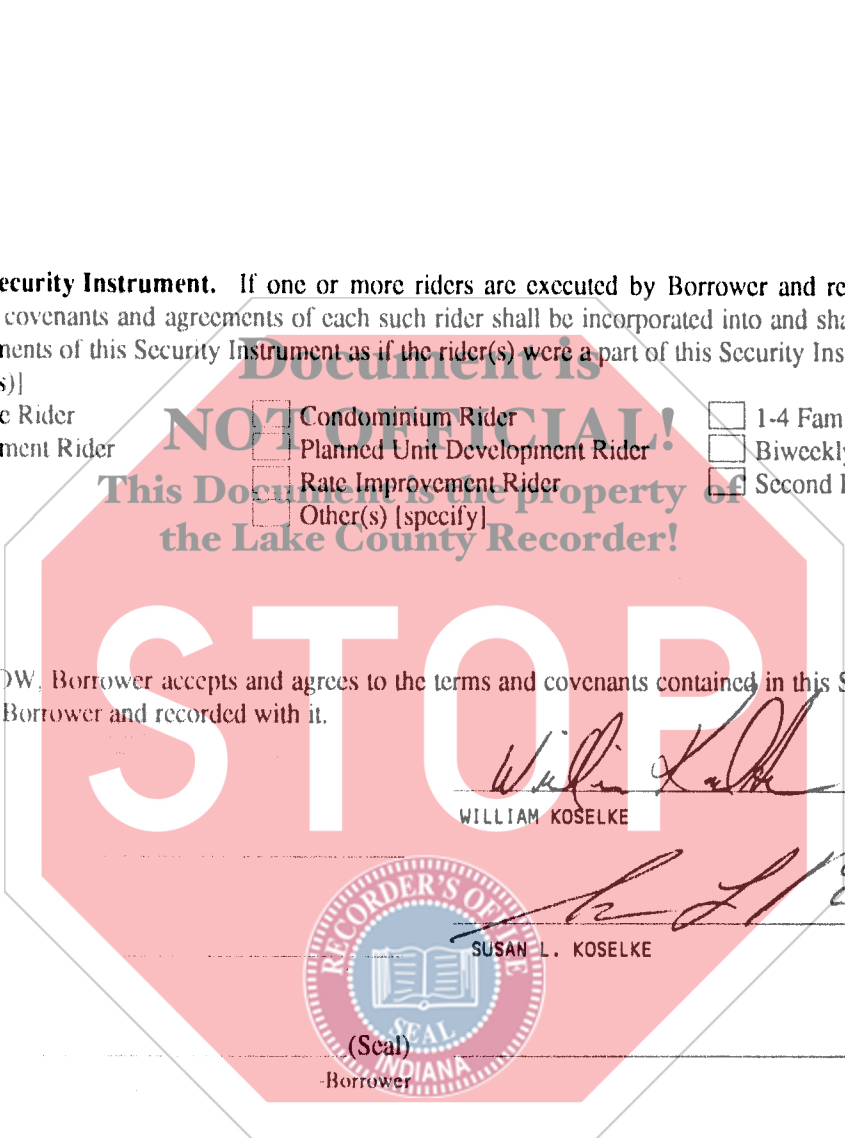 ecurity Instrument. If one or more riders are executed by Borrower and re
covenants and agreements of each such rider shall be incorporated into and sha
nents of this Security Instrument as if the rider(s) were a part of this Security Ins
s)]
Document is
e Rider Condominium Rider 1-4 Fam
NOT OFFICIAL!
ment Rider Planned Unit Development Rider Biweekly
Rate Improvement Rider Second
This Document is the property of
Other(s) [specify]
the Lake County Recorder!
STOP
OW, Borrower accepts and agrees to the terms and covenants contained in this S
Borrower and recorded with it.
William Koselke
WILLIAM KOSELKE
SUSAN L. KOSELKE
RECORDER'S OFFICE
SEAL
INDIANA
(Seal)
-Borrower